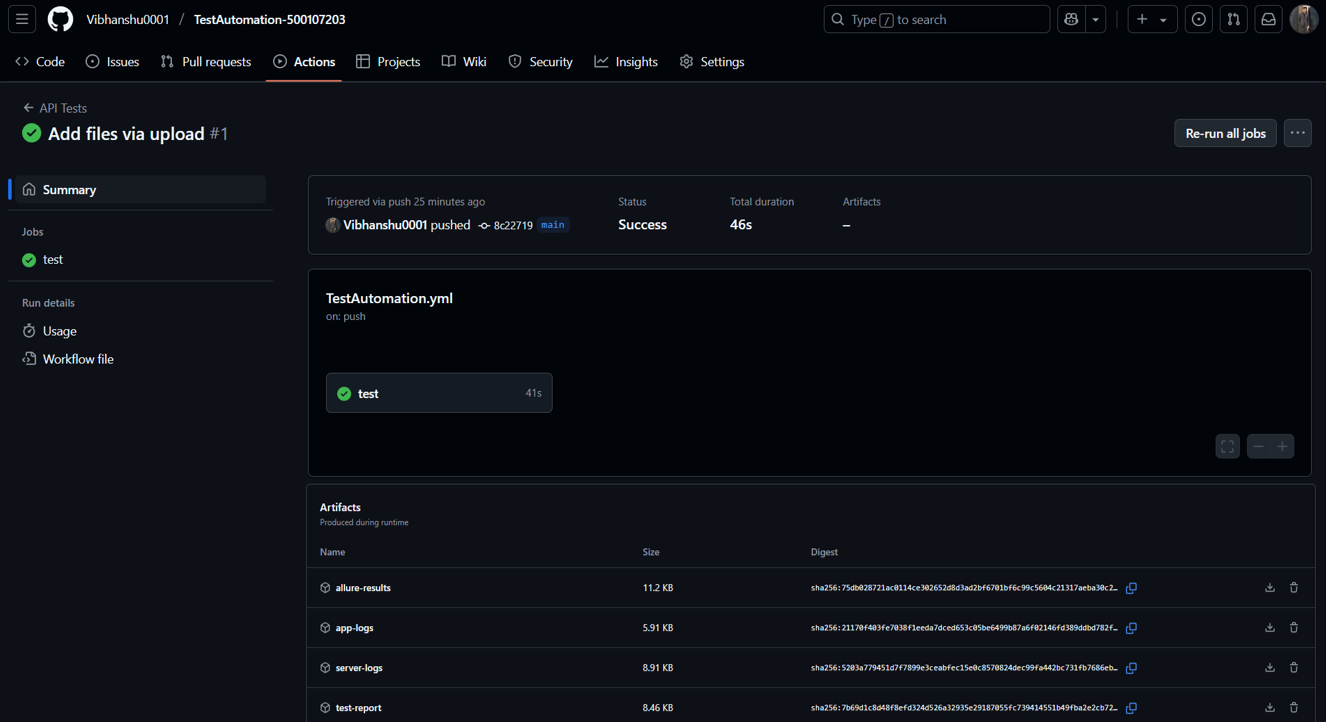 Vibhanshu0001 / TestAutomation-500107203
Type / to search
Code
Issues
Pull requests
Actions
Projects
Wiki
Security
Insights
Settings
← API Tests
Add files via upload #1
Re-run all jobs
Summary
Jobs
test
Run details
Usage
Workflow file
Triggered via push 25 minutes ago
Vibhanshu0001 pushed 8c22719 main
Status
Success
Total duration
46s
Artifacts
–
TestAutomation.yml
on: push
test 41s
Artifacts
Produced during runtime
Name Size Digest
allure-results 11.2 KB sha256:75db028721ac0114ce302652d8d3ad2bf6701bf6c99c5604c21317aeba30c2…
app-logs 5.91 KB sha256:21170f403fe7038f1eeda7dced653c05be6499b87a6f02146fd389ddbd782f…
server-logs 8.91 KB sha256:5203a779451d7f7899e3ceabfec15e0c8570824dec99fa442bc731fb7686eb…
test-report 8.46 KB sha256:7b69d1c8d48f8efd324d526a32935e29187055fc739414551b49fba2e2cb72…